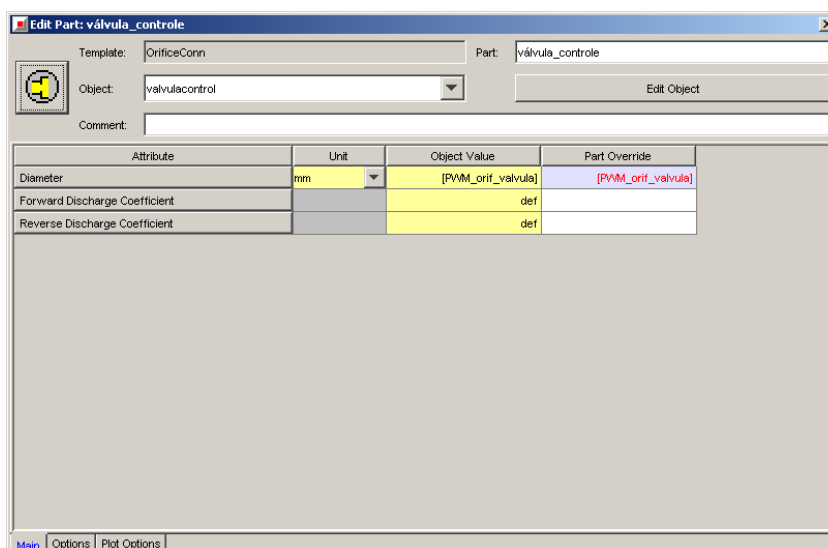 Edit Part: válvula_controle
Template: OrificeConn Part: válvula_controle
Object: valvulacontrol Edit Object
Comment:
Attribute Unit Object Value Part Override
Diameter mm [PWM_orif_valvula] [PWM_orif_valvula]
Forward Discharge Coefficient def
Reverse Discharge Coefficient def
Main Options Plot Options